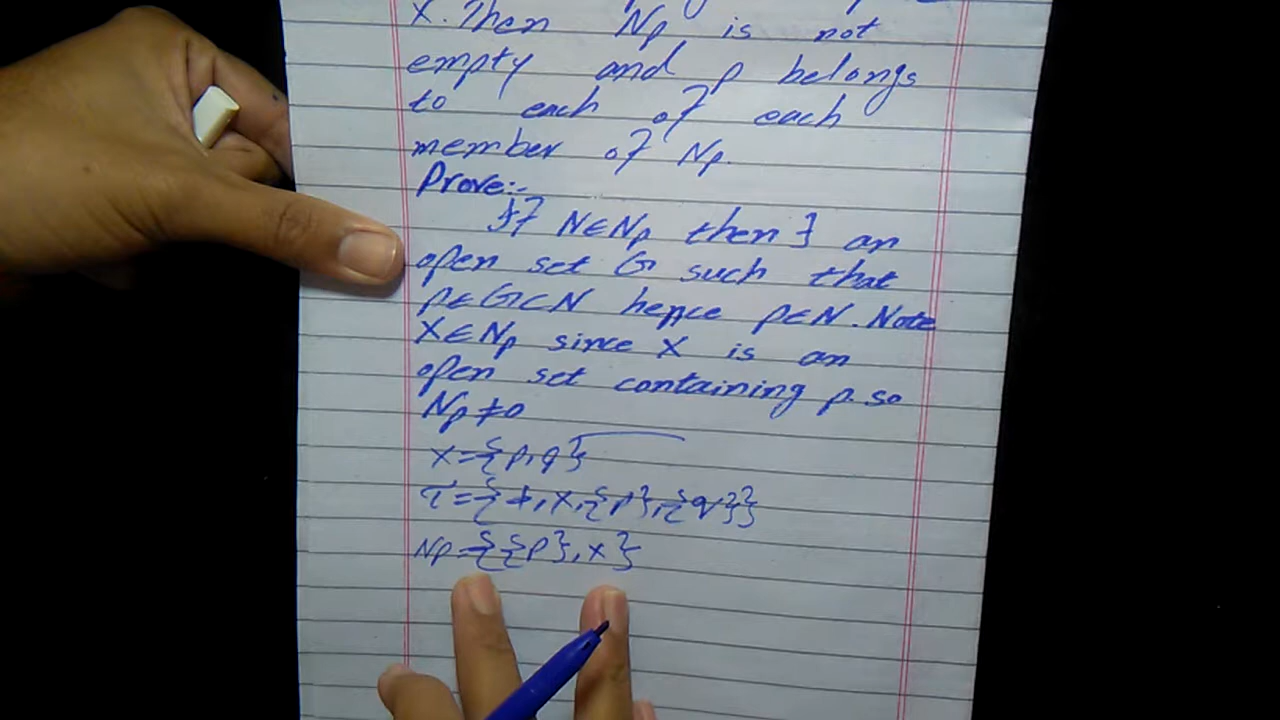 X. Then Np is not
empty and p belongs
to each of each
member of Np.
Prove:-
If N∈Np then ∃ an
open set G such that
p∈G⊂N hence p∈N. Note
X∈Np since X is an
open set containing p. so
Np≠∅
X={p,q}
τ={ϕ,X,{p},{q}}
Np={{p},X}